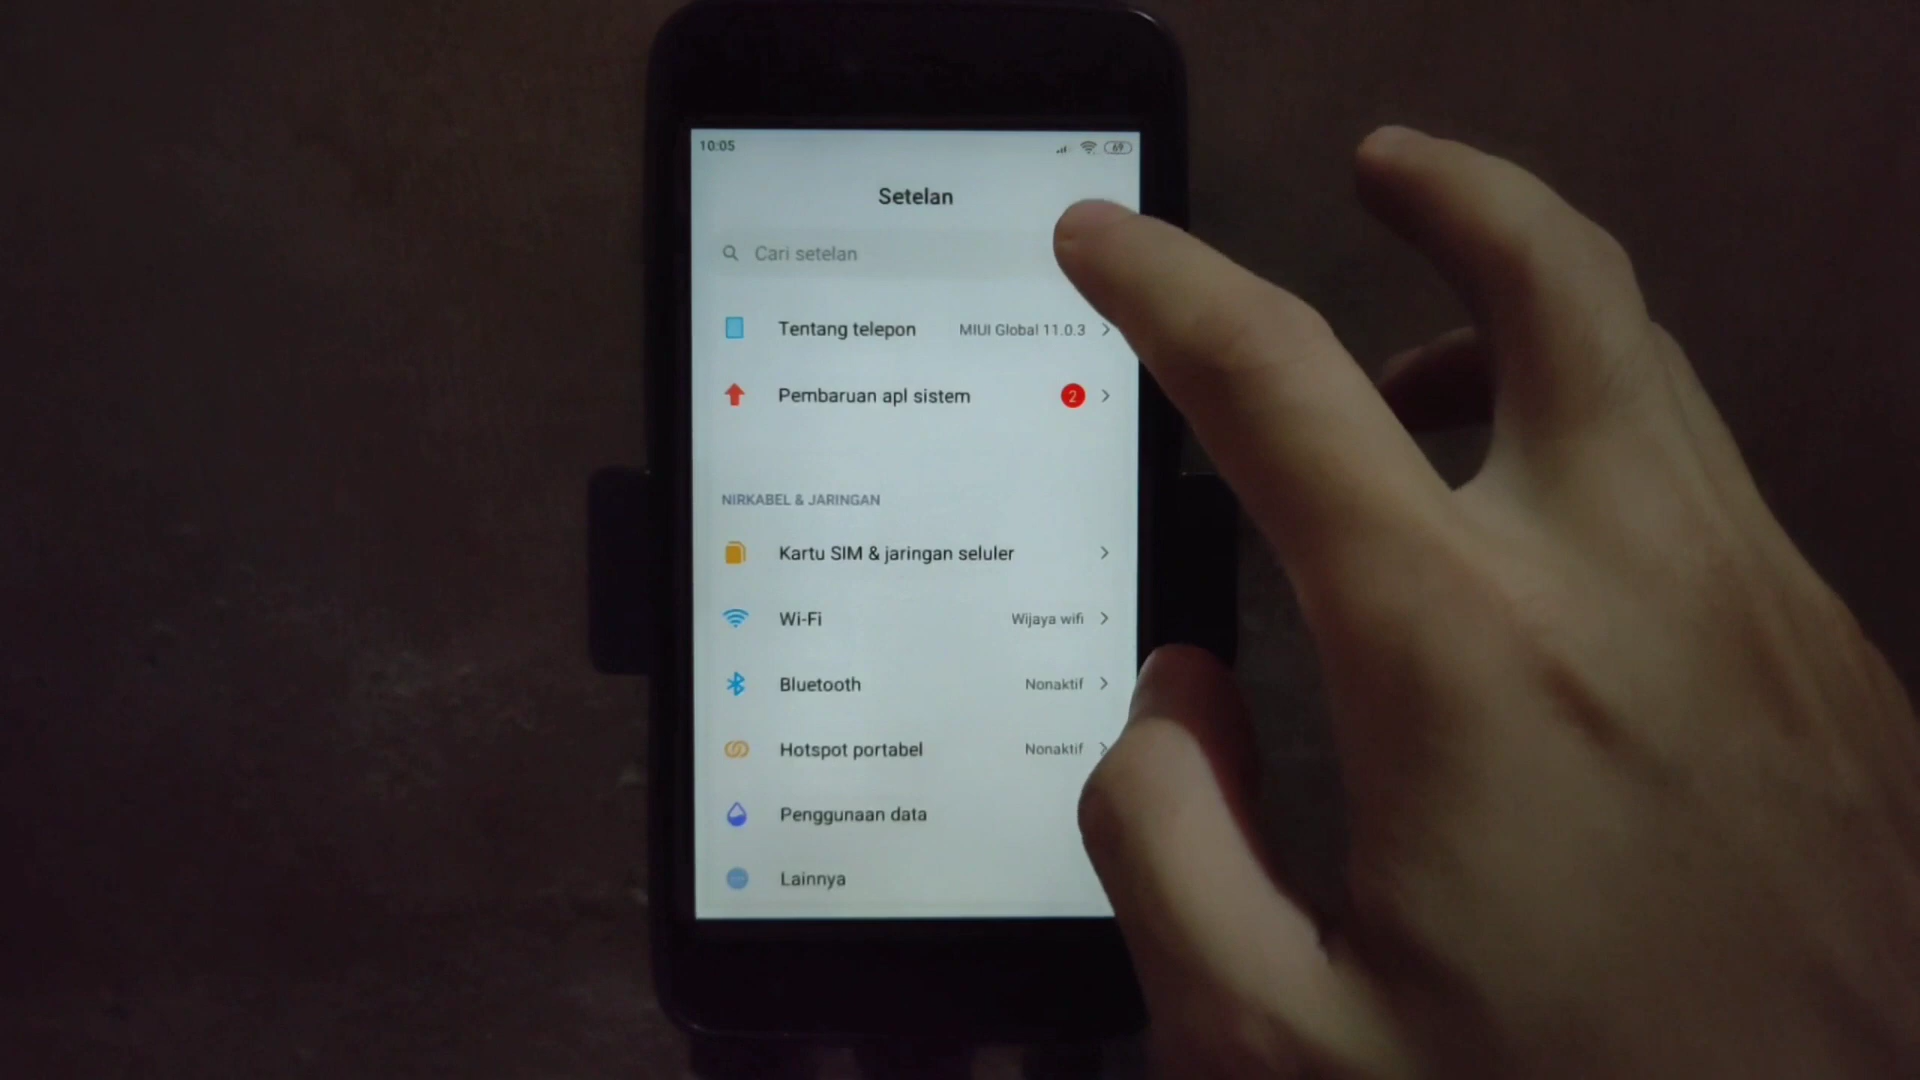 10:05
69
Setelan
Cari setelan
Tentang telepon MIUI Global 11.0.3
Pembaruan apl sistem 2
NIRKABEL & JARINGAN
Kartu SIM & jaringan seluler
Wi-Fi Wijaya wifi
Bluetooth Nonaktif
Hotspot portabel Nonaktif
Penggunaan data
Lainnya